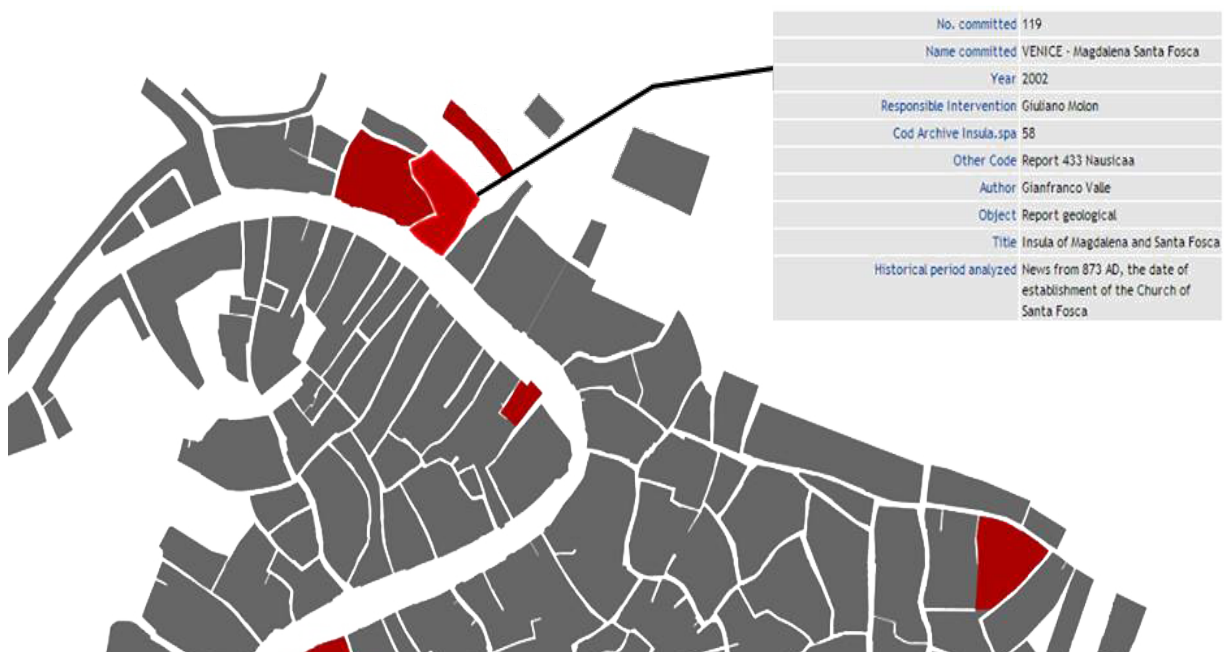 No. committed 119
Name committed VENICE - Magdalena Santa Fosca
Year 2002
Responsible Intervention Giuliano Molon
Cod Archive Insula.spa 58
Other Code Report 433 Nausicaa
Author Gianfranco Valle
Object Report geological
Title Insula of Magdalena and Santa Fosca
Historical period analyzed News from 873 AD, the date of
establishment of the Church of
Santa Fosca